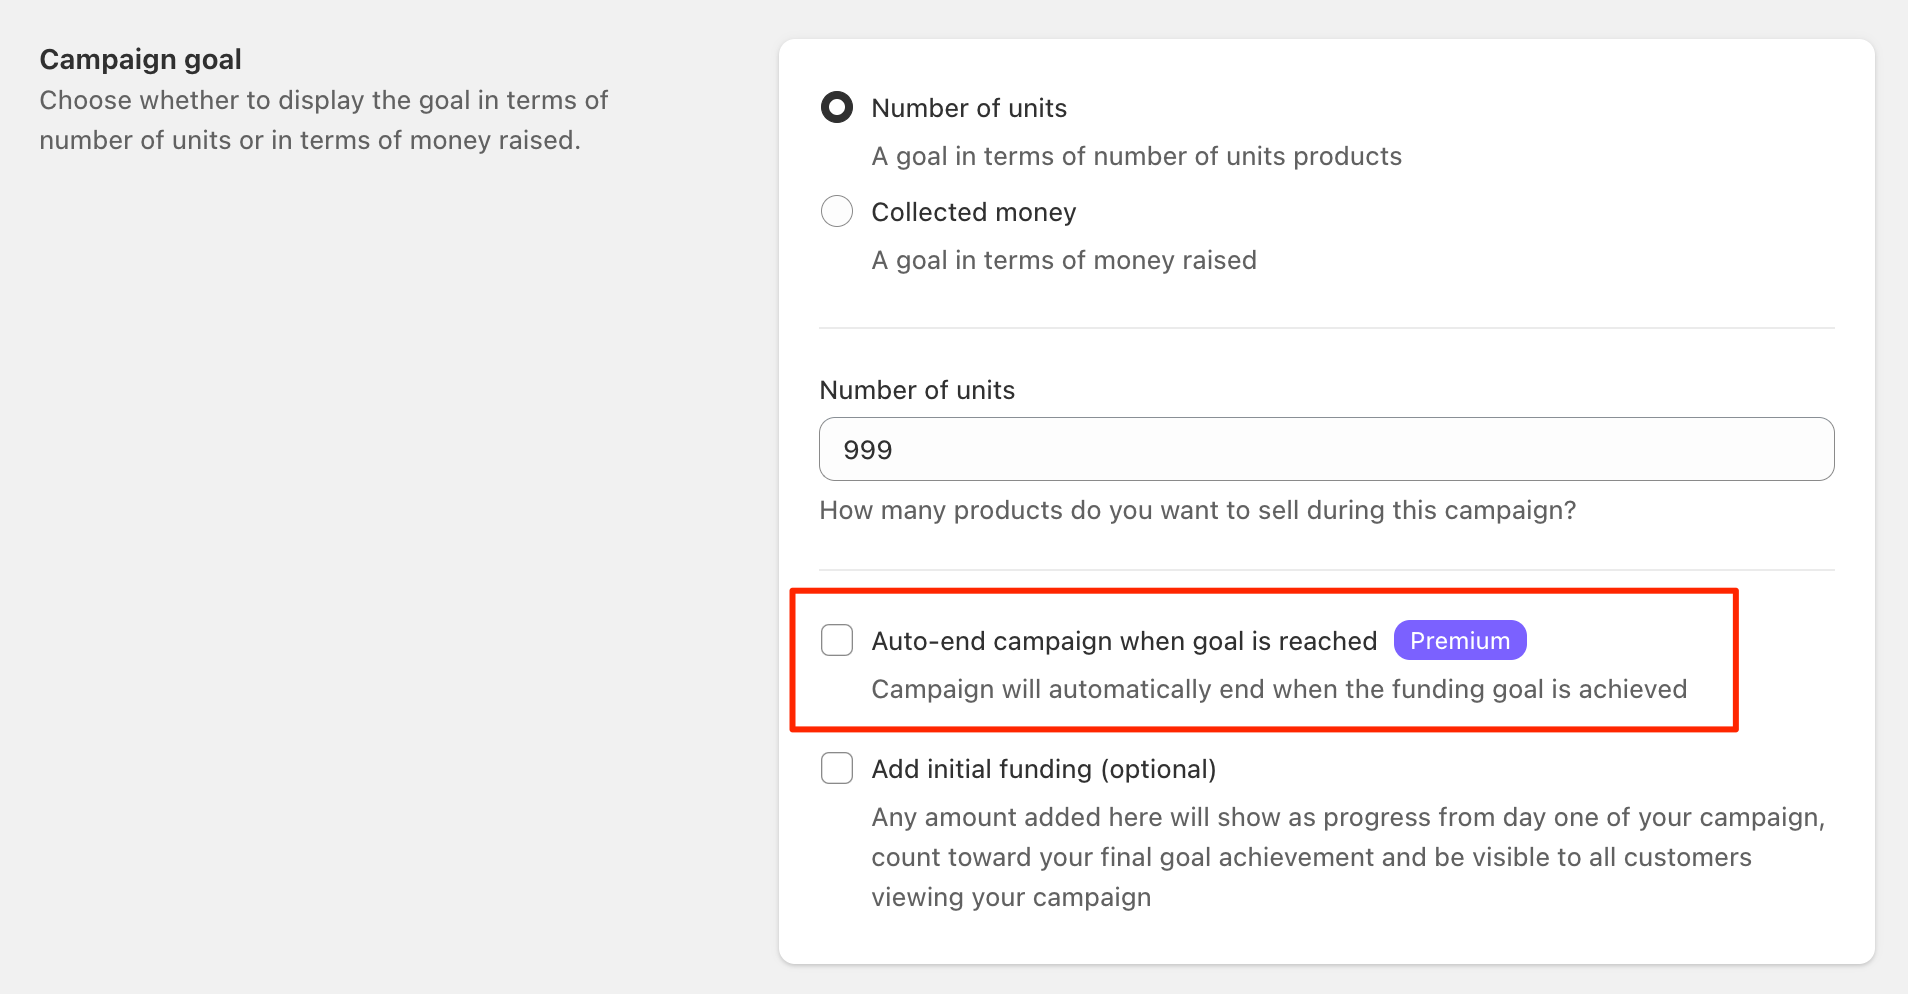 Campaign goal
Choose whether to display the goal in terms of
number of units or in terms of money raised.
Number of units
A goal in terms of number of units products
Collected money
A goal in terms of money raised
Number of units
999
How many products do you want to sell during this campaign?
Auto-end campaign when goal is reached Premium
Campaign will automatically end when the funding goal is achieved
Add initial funding (optional)
Any amount added here will show as progress from day one of your campaign,
count toward your final goal achievement and be visible to all customers
viewing your campaign